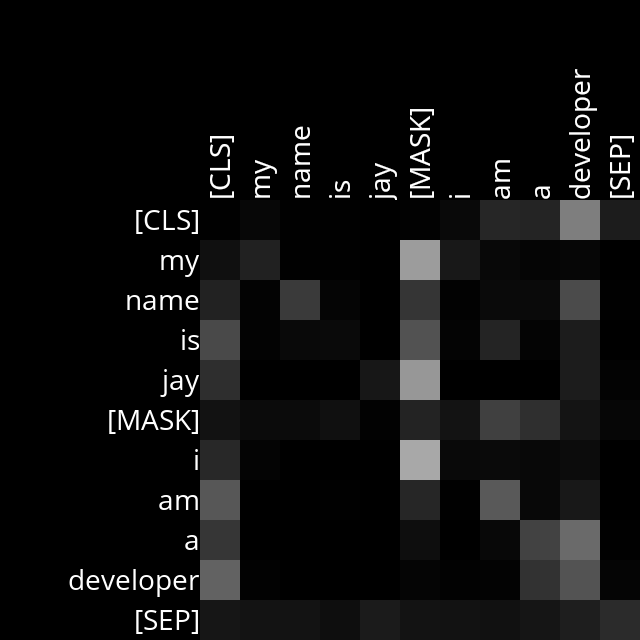 [CLS]
my
name
is
jay
[MASK]
i
am
a
developer
[SEP]
[CLS]
my
name
is
jay
[MASK]
i
am
a
developer
[SEP]